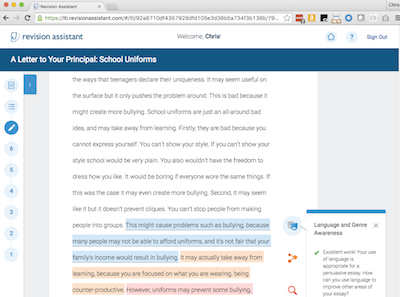 Chris
https://lti.revisionassistant.com/#/lti/92a8710df4357928dfd105e3d38b6a734f3b138b/79
revision assistant
Welcome, Chris!
?
Sign Out
A Letter to Your Principal: School Uniforms
the ways that teenagers declare their uniqueness. It may seem useful on
the surface but it only pushes the problem around. This is bad because it
might create more bullying. School uniforms are just an all-around bad
idea, and may take away from learning. Firstly, they are bad because you
cannot express yourself. You can't show your style. If you can't show your
style school would be very plain. You also wouldn't have the freedom to
dress how you like. It would be boring if everyone wore the same things. If
this was the case it may even create more bullying. Second, it may seem
like it but it doesn't prevent cliques. You can't stop people from making
people into groups. This might cause problems such as bullying, because
many people may not be able to afford uniforms, and it's not fair that your
family's income would result in bullying. It may actually take away from
learning, because you are focused on what you are wearing, being
counter-productive. However, uniforms may prevent some bullying,
6
5
4
3
2
1
Language and Genre
Awareness
Excellent work! Your use
of language is
appropriate for a
persuasive essay. How
can you use language to
improve other areas of
your essay?